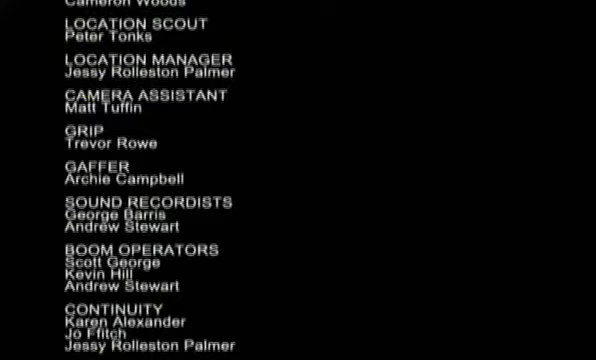 Cameron Woods
LOCATION SCOUT
Peter Tonks
LOCATION MANAGER
Jessy Rolleston Palmer
CAMERA ASSISTANT
Matt Tuffin
GRIP
Trevor Rowe
GAFFER
Archie Campbell
SOUND RECORDISTS
George Barris
Andrew Stewart
BOOM OPERATORS
Scott George
Kevin Hill
Andrew Stewart
CONTINUITY
Karen Alexander
Jo Ffitch
Jessy Rolleston Palmer